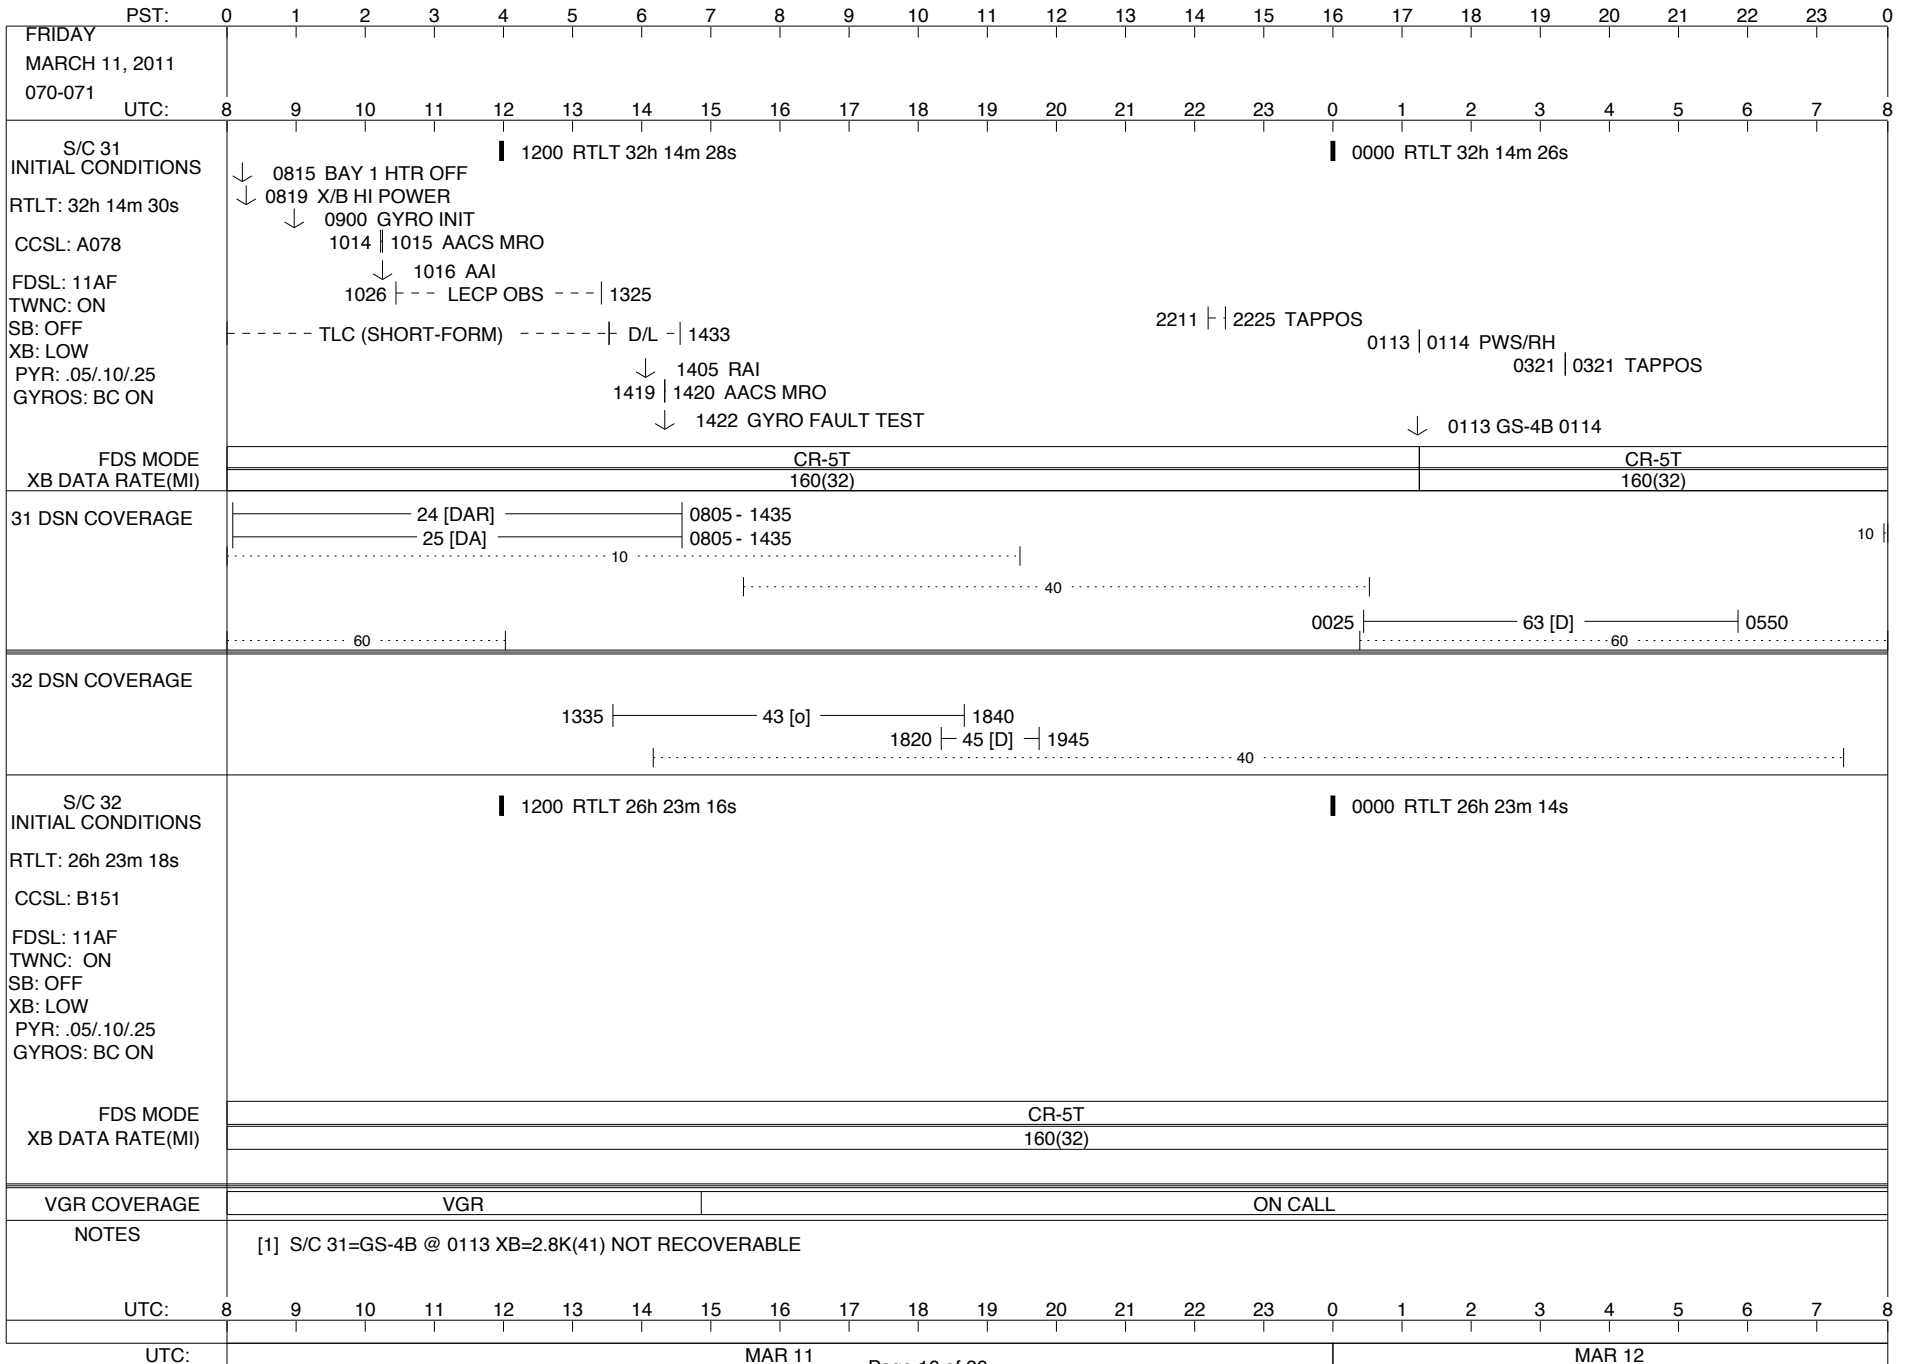 PST: 0 1 2 3 4 5 6 7 8 9 10 11 12 13 14 15 16 17 18 19 20 21 22 23 0
FRIDAY
MARCH 11, 2011
070-071
UTC: 8 9 10 11 12 13 14 15 16 17 18 19 20 21 22 23 0 1 2 3 4 5 6 7 8
S/C 31
INITIAL CONDITIONS
RTLT: 32h 14m 30s
CCSL: A078
FDSL: 11AF
TWNC: ON
SB: OFF
XB: LOW
PYR: .05/.10/.25
GYROS: BC ON
1200 RTLT 32h 14m 28s
0000 RTLT 32h 14m 26s
0815 BAY 1 HTR OFF
0819 X/B HI POWER
0900 GYRO INIT
1014 1015 AACS MRO
1016 AAI
1026 LECP OBS 1325
TLC (SHORT-FORM) D/L 1433
1405 RAI
1419 1420 AACS MRO
1422 GYRO FAULT TEST
2211 2225 TAPPOS
0113 0114 PWS/RH
0321 0321 TAPPOS
0113 GS-4B 0114
FDS MODE CR-5T CR-5T
XB DATA RATE(MI) 160(32) 160(32)
31 DSN COVERAGE
24 [DAR] 0805 - 1435
25 [DA] 0805 - 1435
10 10
40
0025 63 [D] 0550
60 60
32 DSN COVERAGE
1335 43 [o] 1840
1820 45 [D] 1945
40
S/C 32
INITIAL CONDITIONS
RTLT: 26h 23m 18s
CCSL: B151
FDSL: 11AF
TWNC: ON
SB: OFF
XB: LOW
PYR: .05/.10/.25
GYROS: BC ON
1200 RTLT 26h 23m 16s
0000 RTLT 26h 23m 14s
FDS MODE CR-5T
XB DATA RATE(MI) 160(32)
VGR COVERAGE VGR ON CALL
NOTES
[1] S/C 31=GS-4B @ 0113 XB=2.8K(41) NOT RECOVERABLE
UTC: 8 9 10 11 12 13 14 15 16 17 18 19 20 21 22 23 0 1 2 3 4 5 6 7 8
UTC: MAR 11 MAR 12